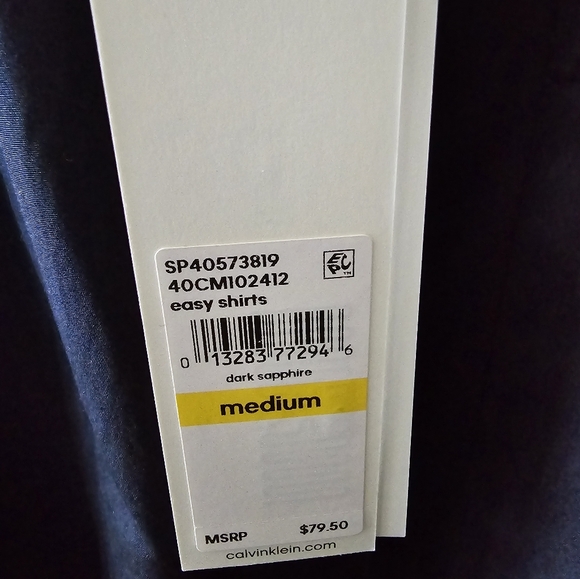 SP40573819
40CM102412
easy shirts
0 13283 77294 6
dark sapphire
medium
MSRP $79.50
calvinklein.com